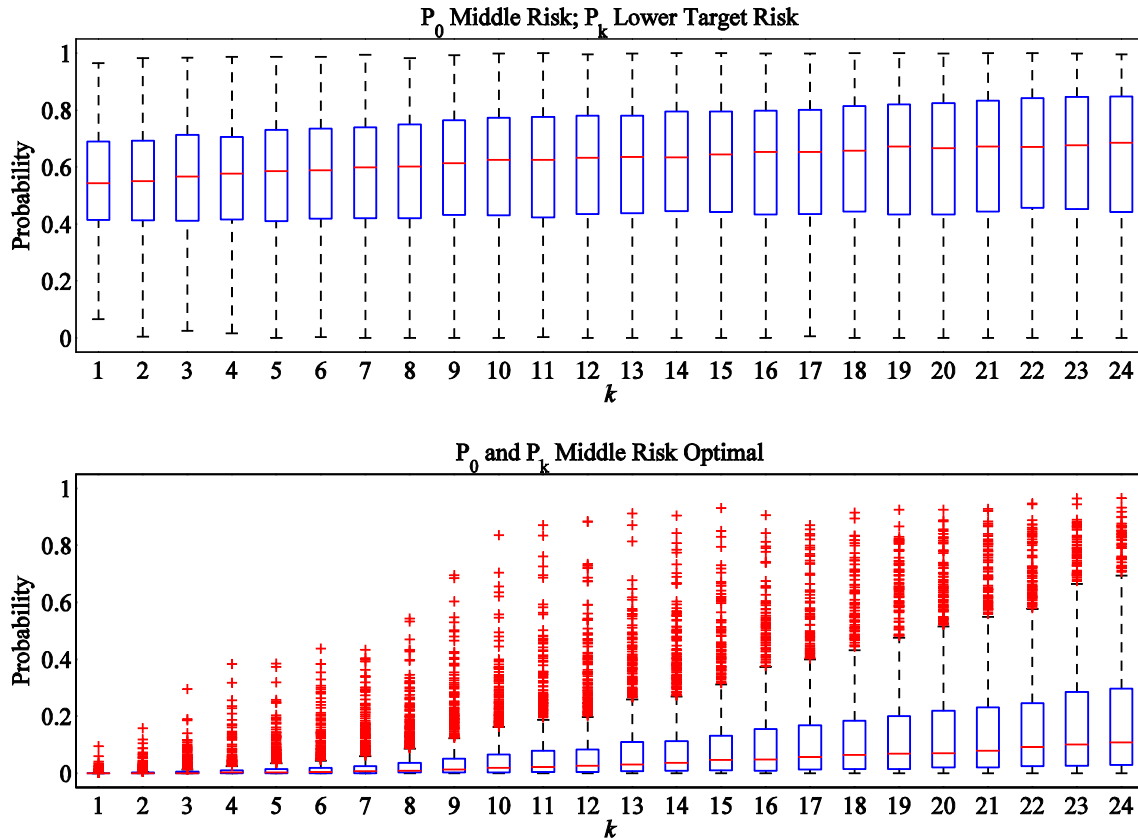 P0 Middle Risk; Pk Lower Target Risk
1
0.8
0.6
0.4
0.2
0
Probability
1 2 3 4 5 6 7 8 9 10 11 12 13 14 15 16 17 18 19 20 21 22 23 24
k
P0 and Pk Middle Risk Optimal
1
0.8
0.6
0.4
0.2
0
Probability
1 2 3 4 5 6 7 8 9 10 11 12 13 14 15 16 17 18 19 20 21 22 23 24
k